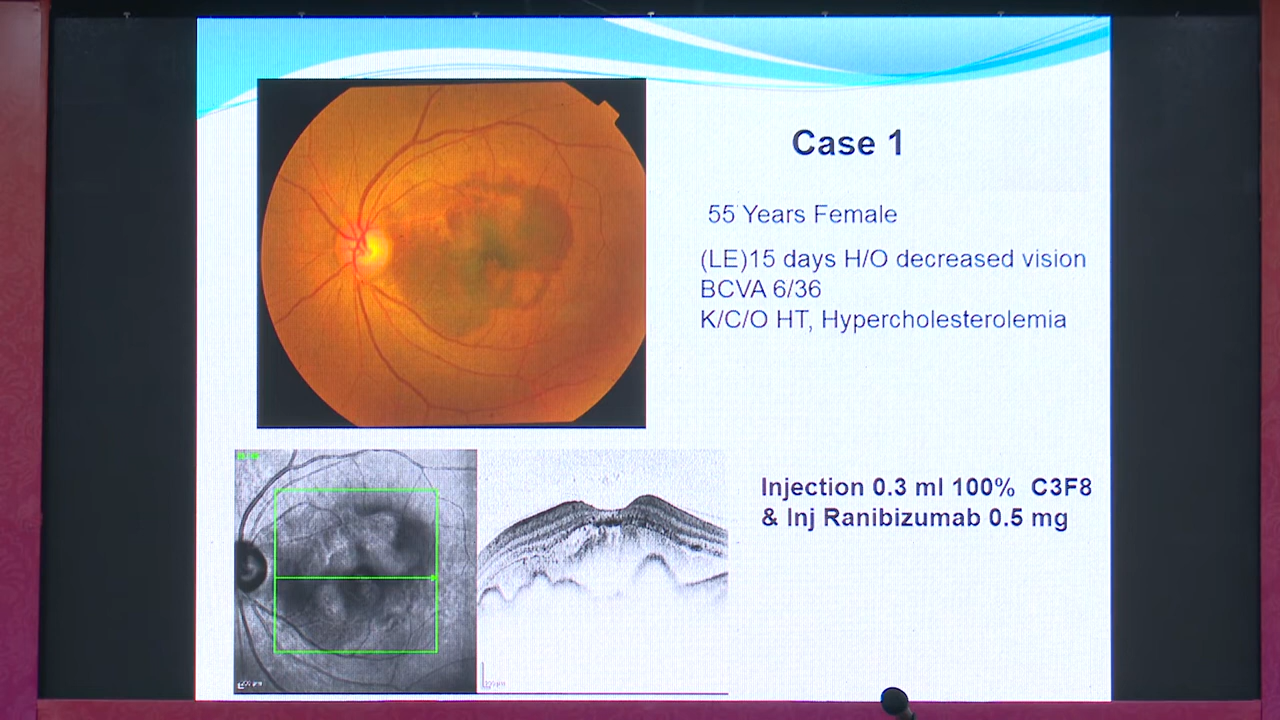 Case 1
55 Years Female
(LE)15 days H/O decreased vision
BCVA 6/36
K/C/O HT, Hypercholesterolemia
Injection 0.3 ml 100% C3F8
& Inj Ranibizumab 0.5 mg